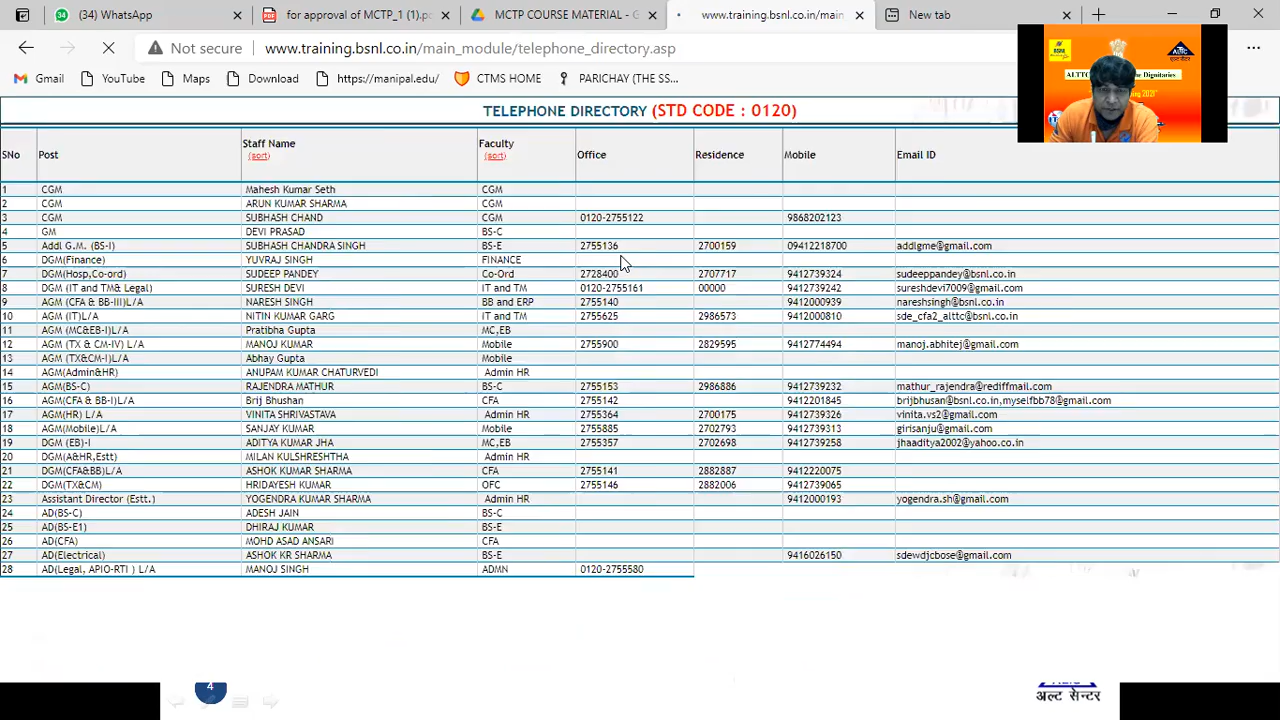 (34) WhatsApp
for approval of MCTP_1 (1).pd
MCTP COURSE MATERIAL - G
www.training.bsnl.co.in/main
New tab
Not secure www.training.bsnl.co.in/main_module/telephone_directory.asp
Gmail YouTube Maps Download https://manipal.edu/ CTMS HOME PARICHAY (THE SS...
TELEPHONE DIRECTORY (STD CODE : 0120)
SNo Post Staff Name (sort) Faculty (sort) Office Residence Mobile Email ID
1 CGM Mahesh Kumar Seth CGM
2 CGM ARUN KUMAR SHARMA CGM
3 CGM SUBHASH CHAND CGM 0120-2755122 9868202123
4 GM DEVI PRASAD BS-C
5 Addl G.M. (BS-I) SUBHASH CHANDRA SINGH BS-E 2755136 2700159 09412218700 addlgme@gmail.com
6 DGM(Finance) YUVRAJ SINGH FINANCE
7 DGM(Hosp,Co-ord) SUDEEP PANDEY Co-Ord 2728400 2707717 9412739324 sudeeppandey@bsnl.co.in
8 DGM (IT and TM& Legal) SURESH DEVI IT and TM 0120-2755161 00000 9412739242 sureshdevi7009@gmail.com
9 AGM (CFA & BB-III)L/A NARESH SINGH BB and ERP 2755140 9412000939 nareshsingh@bsnl.co.in
10 AGM (IT)L/A NITIN KUMAR GARG IT and TM 2755625 2986573 9412000810 sde_cfa2_alttc@bsnl.co.in
11 AGM (MC&EB-I)L/A Pratibha Gupta MC,EB
12 AGM (TX & CM-IV) L/A MANOJ KUMAR Mobile 2755900 2829595 9412774494 manoj.abhitej@gmail.com
13 AGM (TX&CM-I)L/A Abhay Gupta Mobile
14 AGM(Admin&HR) ANUPAM KUMAR CHATURVEDI Admin HR
15 AGM(BS-C) RAJENDRA MATHUR BS-C 2755153 2986886 9412739232 mathur_rajendra@rediffmail.com
16 AGM(CFA & BB-I)L/A Brij Bhushan CFA 2755142 9412201845 brijbhusan@bsnl.co.in,myselfbb78@gmail.com
17 AGM(HR) L/A VINITA SHRIVASTAVA Admin HR 2755364 2700175 9412739326 vinita.vs2@gmail.com
18 AGM(Mobile)L/A SANJAY KUMAR Mobile 2755885 2702793 9412739313 girisanju@gmail.com
19 DGM (EB)-I ADITYA KUMAR JHA MC,EB 2755357 2702698 9412739258 jhaaditya2002@yahoo.co.in
20 DGM(A&HR,Estt) MILAN KULSHRESHTHA Admin HR
21 DGM(CFA&BB)L/A ASHOK KUMAR SHARMA CFA 2755141 2882887 9412220075
22 DGM(TX&CM) HRIDAYESH KUMAR OFC 2755146 2882006 9412739065
23 Assistant Director (Estt.) YOGENDRA KUMAR SHARMA Admin HR 9412000193 yogendra.sh@gmail.com
24 AD(BS-C) ADESH JAIN BS-C
25 AD(BS-E1) DHIRAJ KUMAR BS-E
26 AD(CFA) MOHD ASAD ANSARI CFA
27 AD(Electrical) ASHOK KR SHARMA BS-E 9416026150 sdewdjcbose@gmail.com
28 AD(Legal, APIO-RTI ) L/A MANOJ SINGH ADMN 0120-2755580
4
अल्ट सेन्टर